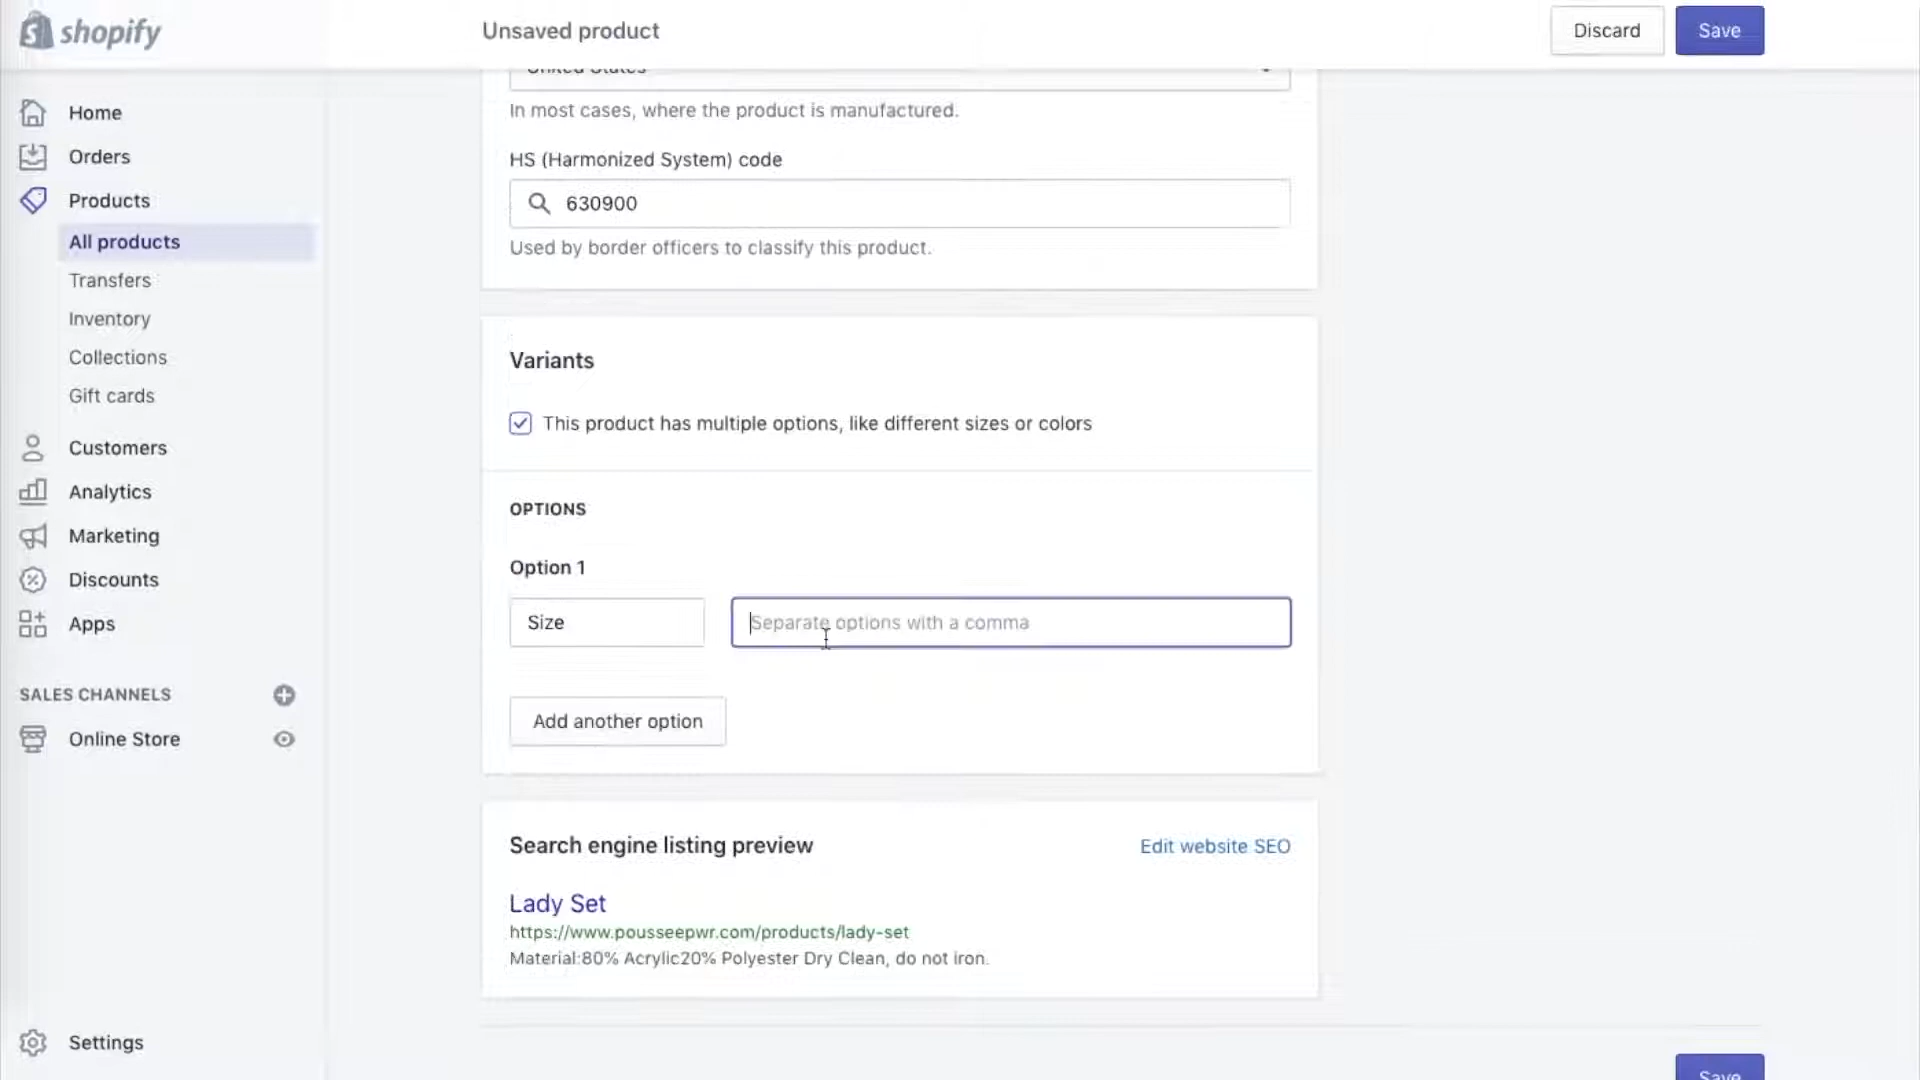 shopify
Unsaved product
Discard
Save
Home
Orders
Products
All products
Transfers
Inventory
Collections
Gift cards
Customers
Analytics
Marketing
Discounts
Apps
SALES CHANNELS
Online Store
Settings
United States
In most cases, where the product is manufactured.
HS (Harmonized System) code
630900
Used by border officers to classify this product.
Variants
This product has multiple options, like different sizes or colors
OPTIONS
Option 1
Size
Separate options with a comma
Add another option
Search engine listing preview
Edit website SEO
Lady Set
https://www.pousseepwr.com/products/lady-set
Material:80% Acrylic20% Polyester Dry Clean, do not iron.
Save